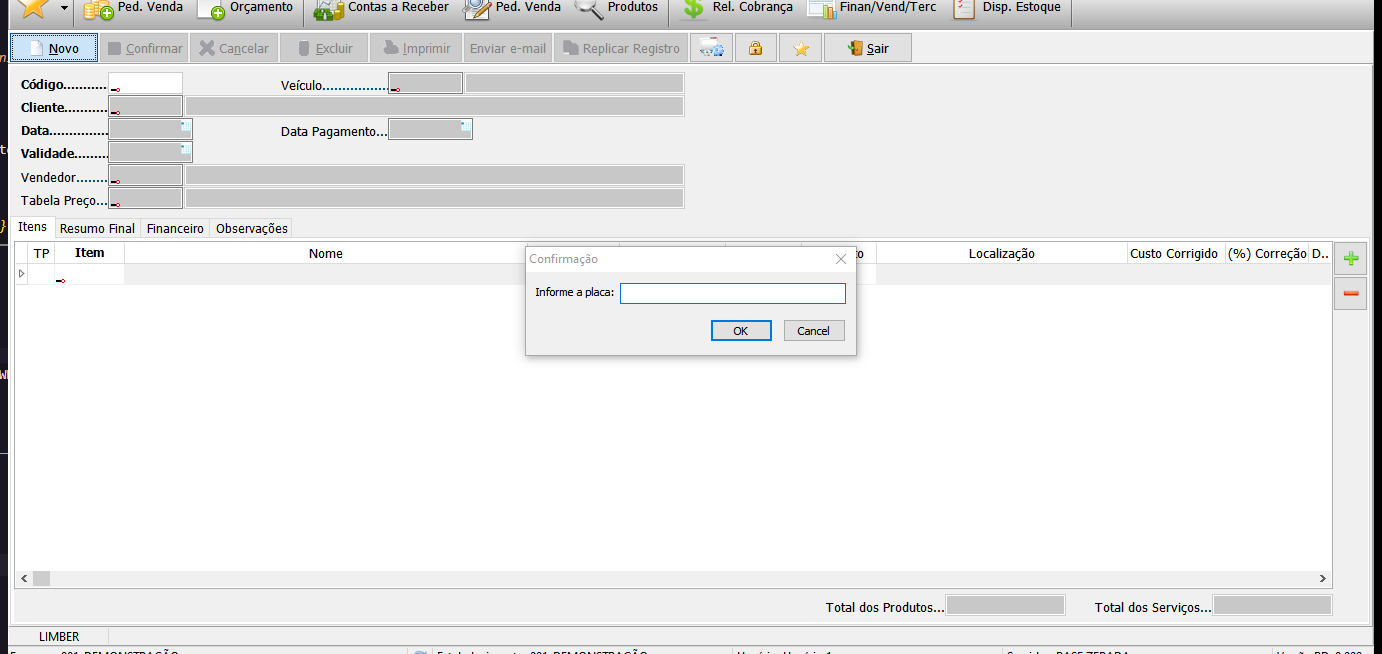 Ped. Venda Orçamento Contas a Receber Ped. Venda Produtos Rel. Cobrança Finan/Vend/Terc Disp. Estoque
Novo Confirmar Cancelar Excluir Imprimir Enviar e-mail Replicar Registro Sair
Código........... Veículo..................
Cliente...........
Data............... Data Pagamento...
Validade.........
Vendedor........
Tabela Preço...
Itens Resumo Final Financeiro Observações
TP Item Nome to Localização Custo Corrigido (%) Correção D..
Confirmação
Informe a placa:
OK Cancel
Total dos Produtos... Total dos Serviços...
LIMBER